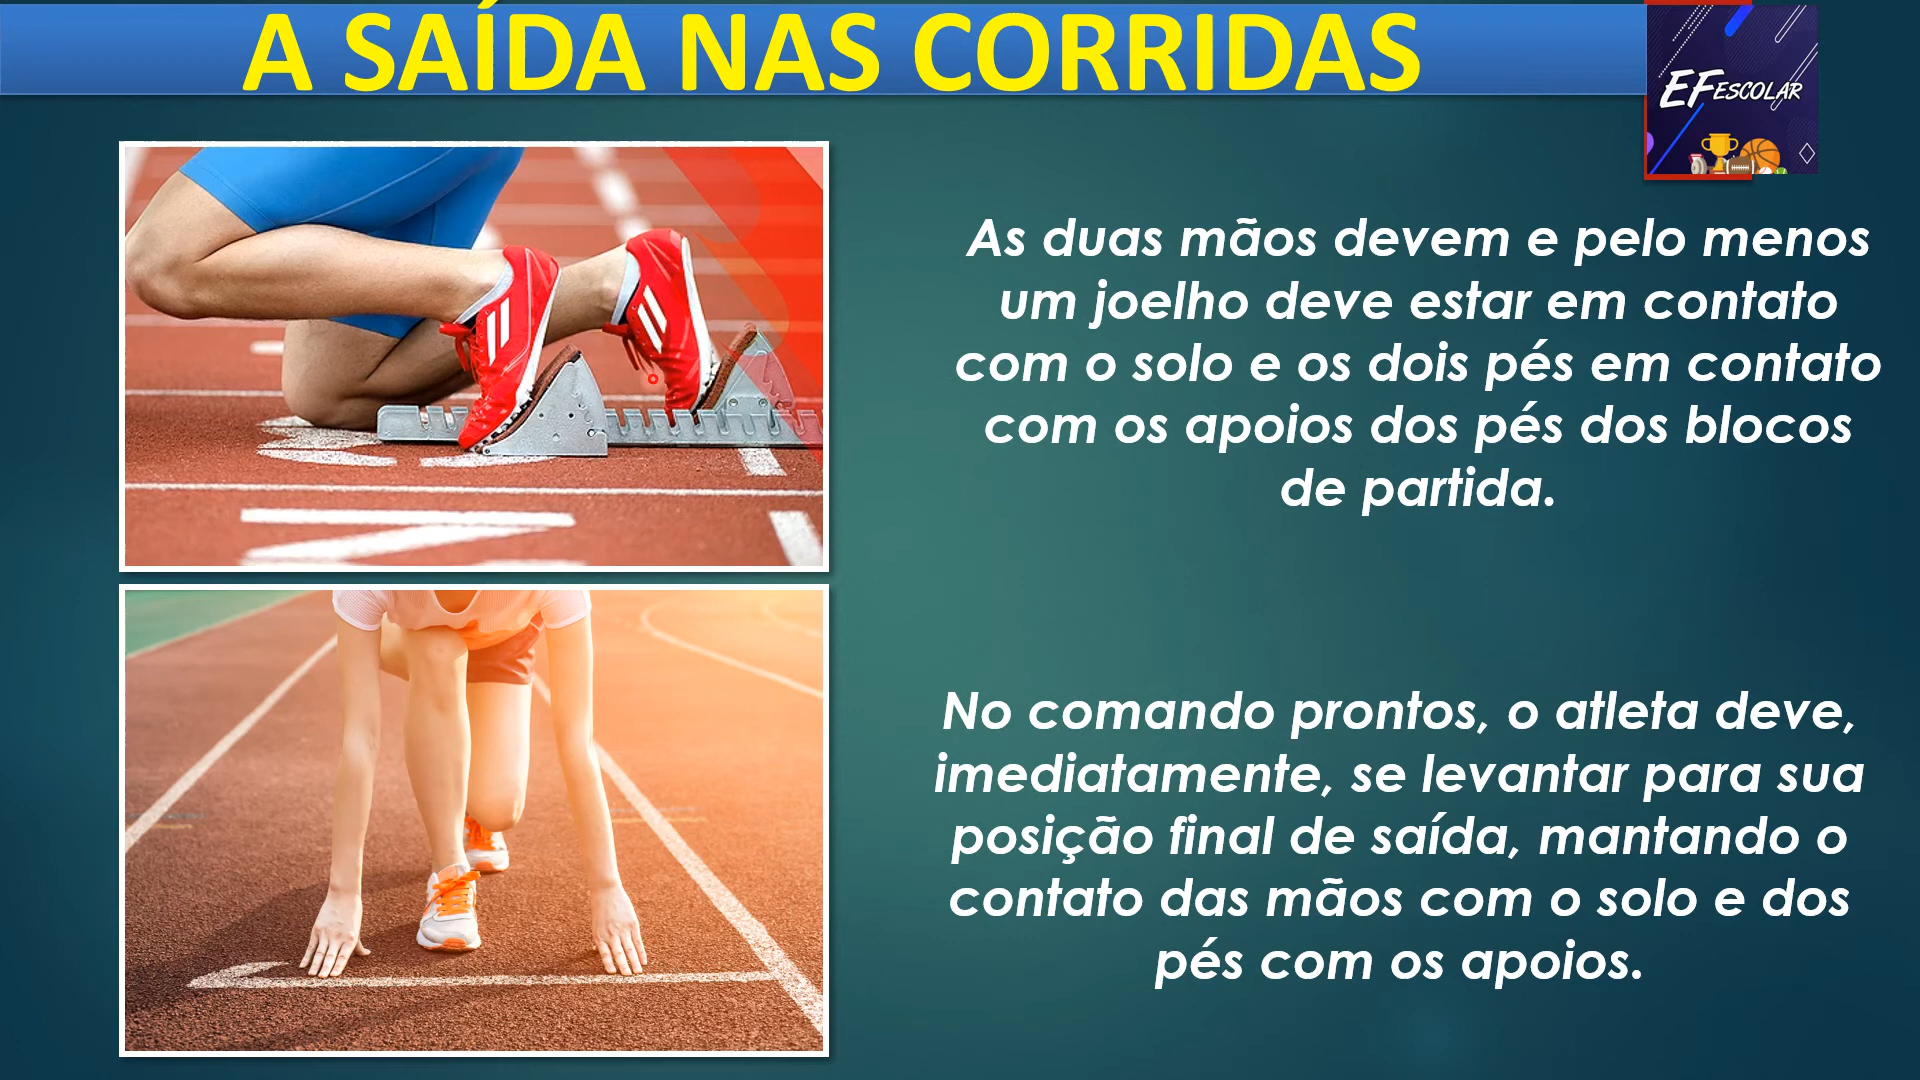 A SAÍDA NAS CORRIDAS
EF ESCOLAR
As duas mãos devem e pelo menos
um joelho deve estar em contato
com o solo e os dois pés em contato
com os apoios dos pés dos blocos
de partida.
No comando prontos, o atleta deve,
imediatamente, se levantar para sua
posição final de saída, mantando o
contato das mãos com o solo e dos
pés com os apoios.